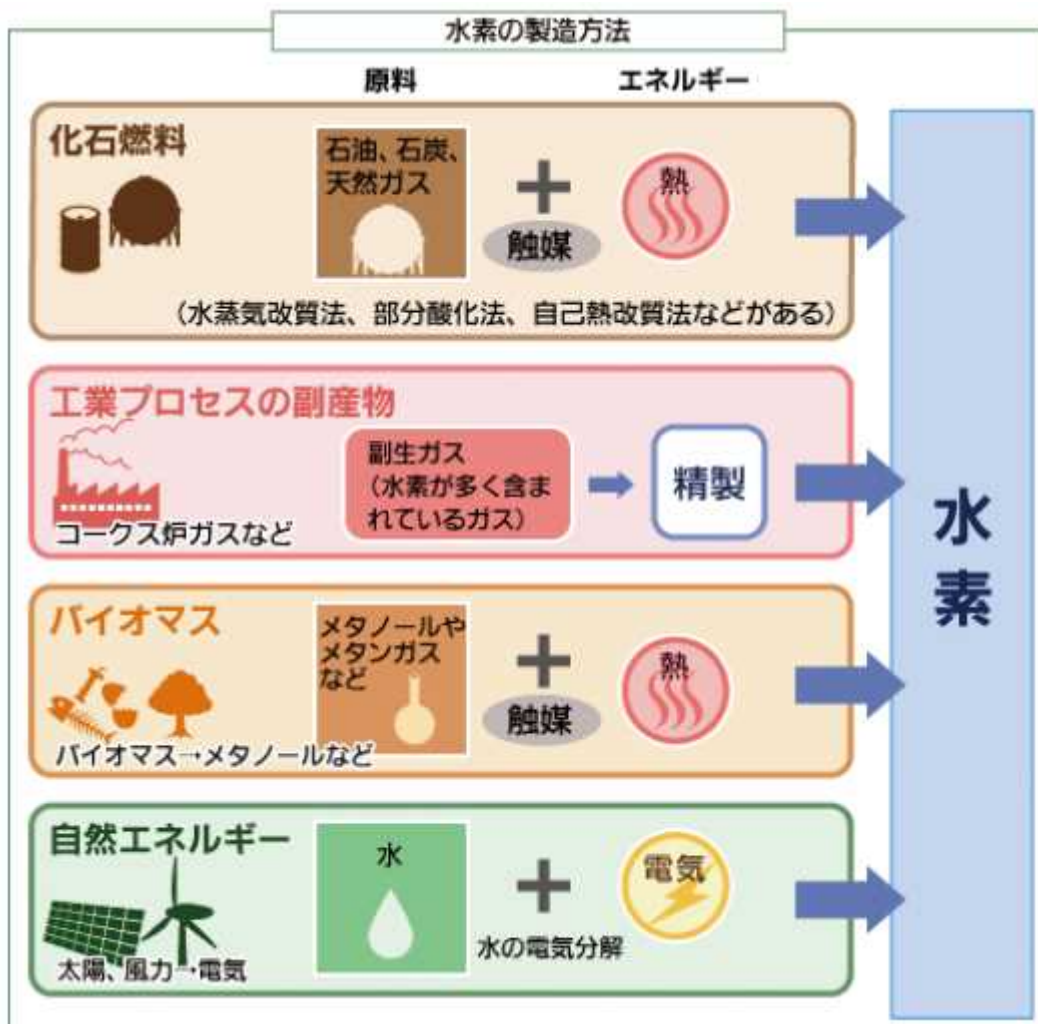 水素の製造方法
原料
エネルギー
化石燃料
石油、石炭、
天然ガス
触媒
熱
（水蒸気改質法、部分酸化法、自己熱改質法などがある）
工業プロセスの副産物
コークス炉ガスなど
副生ガス
（水素が多く含ま
れているガス）
精製
バイオマス
バイオマス→メタノールなど
メタノールや
メタンガス
など
触媒
熱
自然エネルギー
太陽、風力→電気
水
水の電気分解
電気
水素